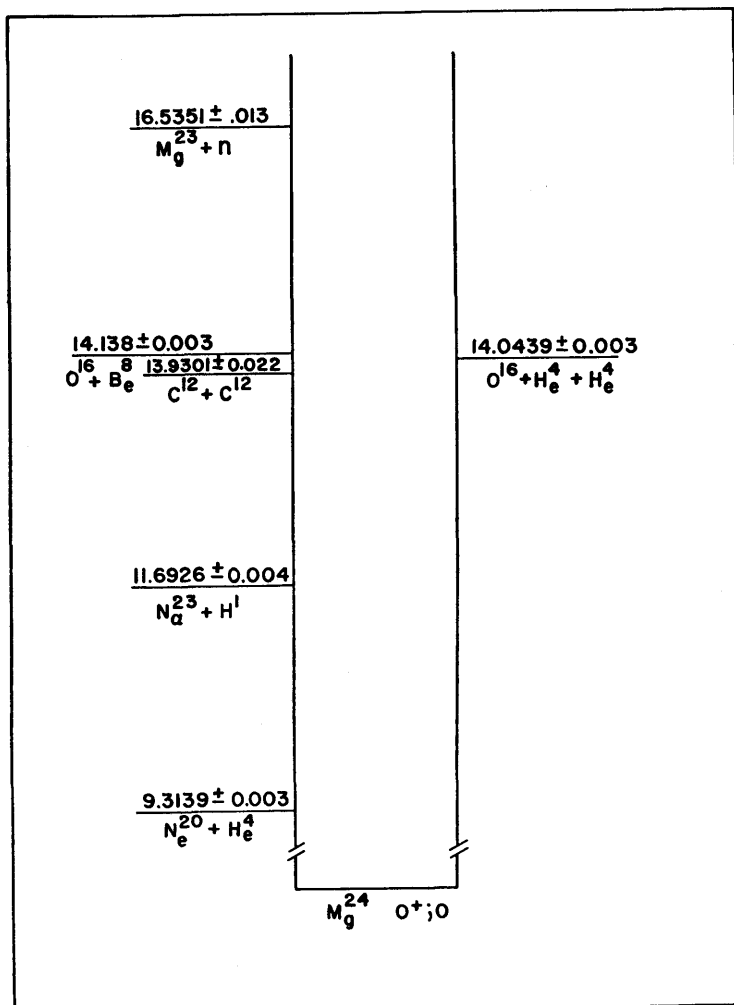 16.5351 ± .013
Mg²³ + n
14.138 ± 0.003
O¹⁶ + Be⁸
13.9301 ± 0.022
C¹² + C¹²
14.0439 ± 0.003
O¹⁶ + He⁴ + He⁴
11.6926 ± 0.004
Nα²³ + H¹
9.3139 ± 0.003
Ne²⁰ + He⁴
Mg²⁴ 0⁺;0